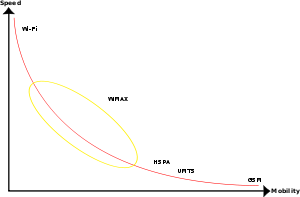 Speed
Wi-Fi
WiMAX
HSPA
UMTS
GSM
Mobility